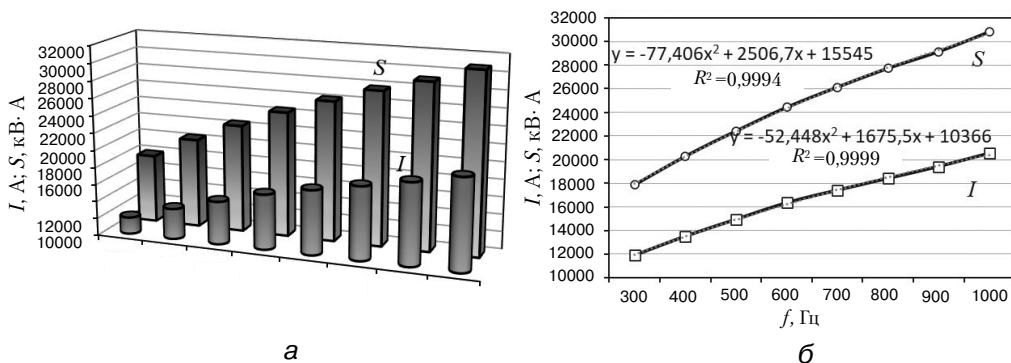 I, А; S, кВ· А
32000
30000
28000
26000
24000
22000
20000
18000
16000
14000
12000
10000
S
I
а
I, А; S, кВ· А
32000
30000
28000
26000
24000
22000
20000
18000
16000
14000
12000
10000
y = -77,406x² + 2506,7x + 15545
R² = 0,9994
S
y = -52,448x² + 1675,5x + 10366
R² = 0,9999
I
300 400 500 600 700 800 900 1000
f, Гц
б